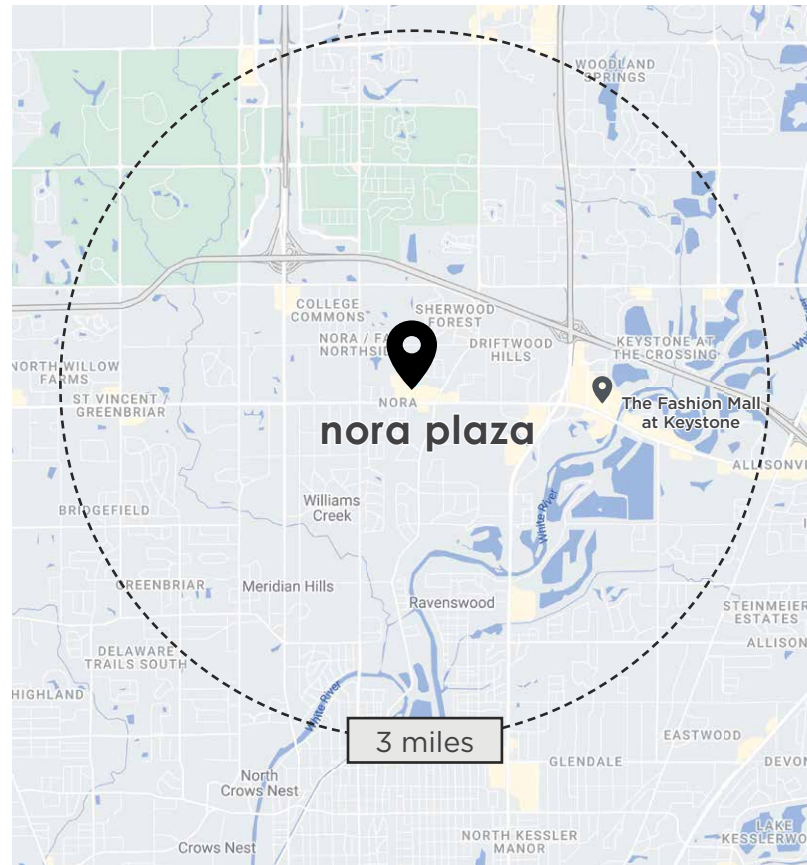 WOODLAND
SPRINGS
COLLEGE
COMMONS
SHERWOOD
FOREST
NORA / FA
NORTHSID
DRIFTWOOD
HILLS
KEYSTONE AT
THE CROSSING
NORTH WILLOW
FARMS
ST VINCENT /
GREENBRIAR
NORA
The Fashion Mall
at Keystone
nora plaza
ALLISONV
Williams
Creek
BRIDGEFIELD
White River
GREENBRIAR
Meridian Hills
Ravenswood
STEINMEIER
ESTATES
ALLISON
DELAWARE
TRAILS SOUTH
HIGHLAND
White River
3 miles
EASTWOOD
GLENDALE
DEVON
North
Crows Nest
NORTH KESSLER
MANOR
LAKE
KESSLERWO
Crows Nest